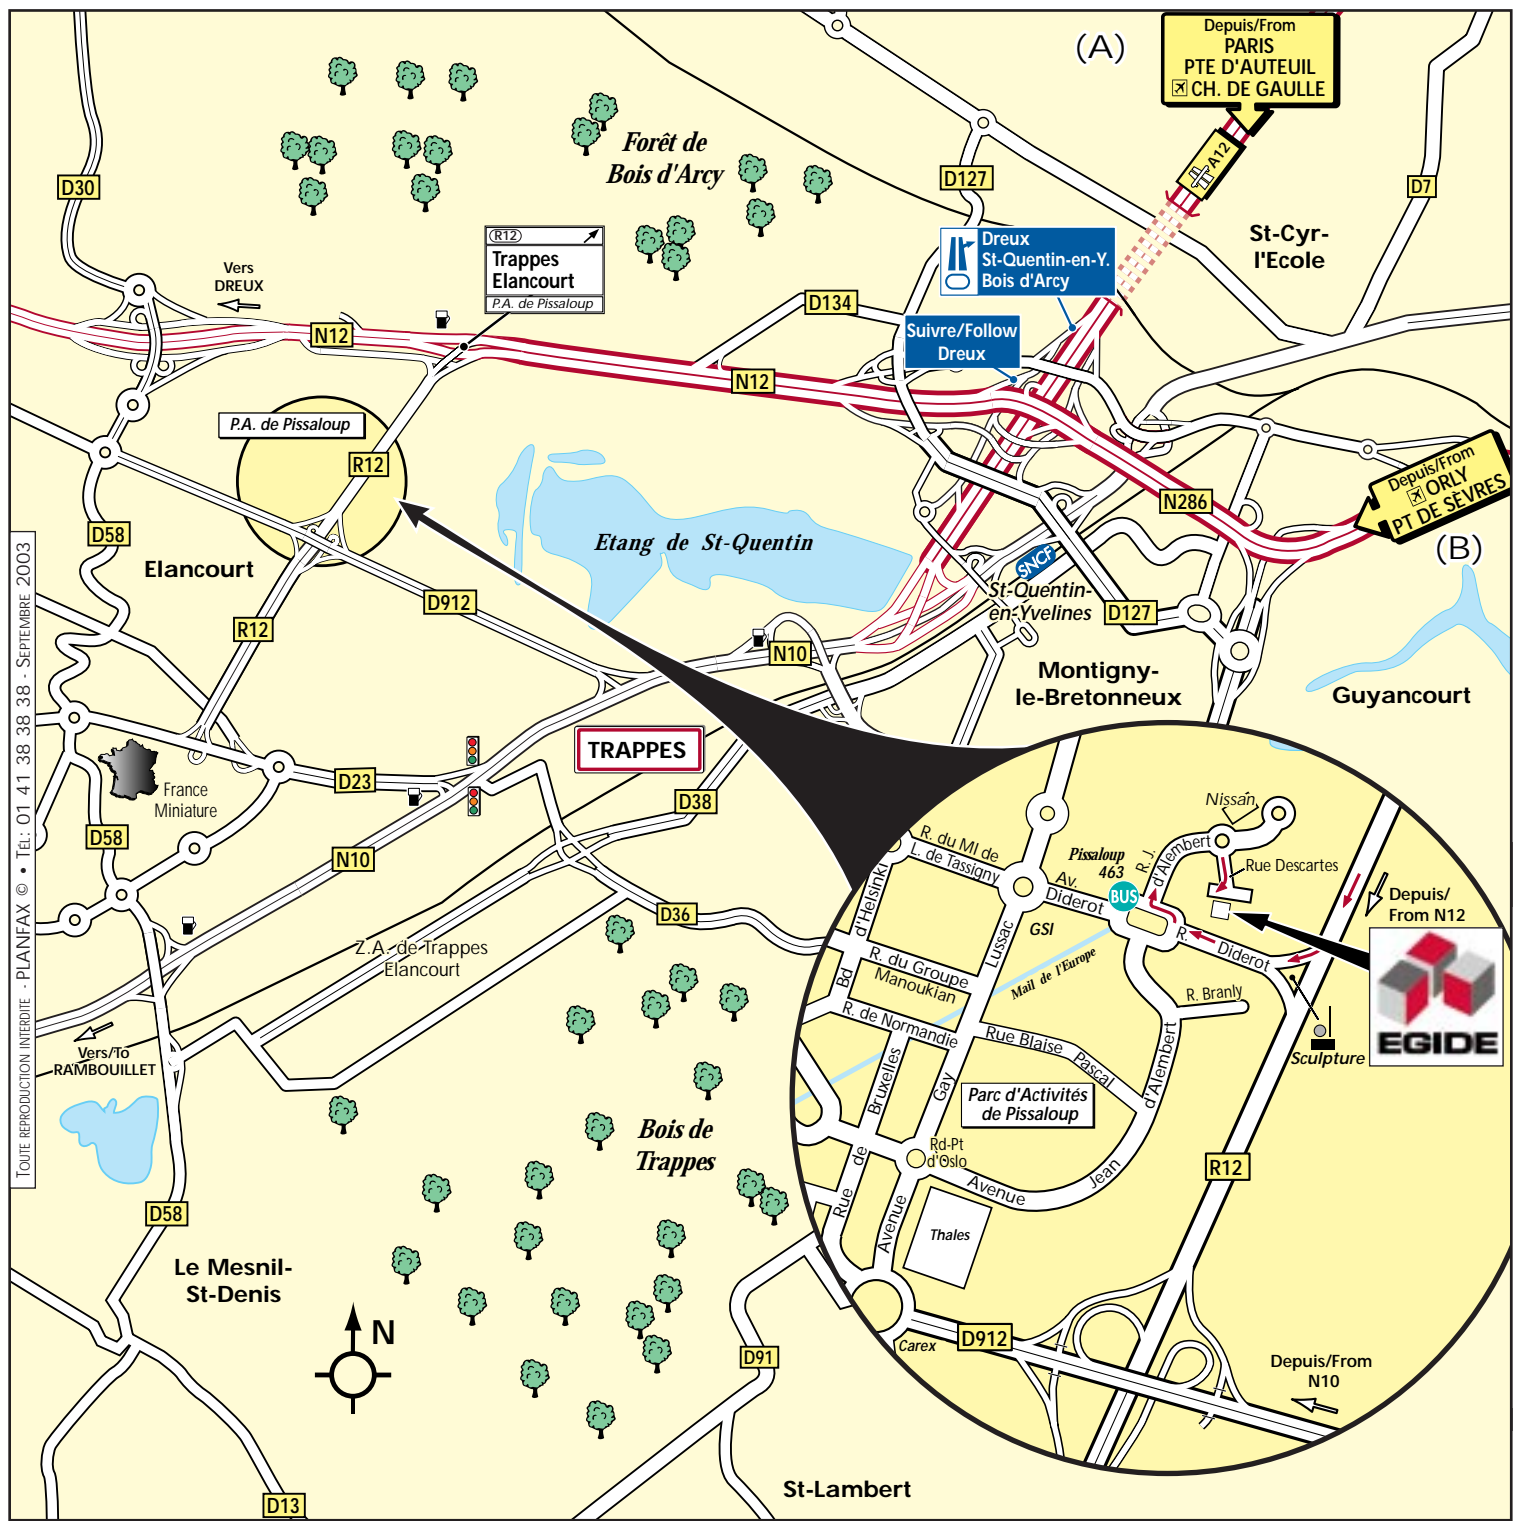 (A)
Depuis/From
PARIS
PTE D'AUTEUIL
CH. DE GAULLE
A12
D30
Forêt de
Bois d'Arcy
D127
D7
St-Cyr-
l'Ecole
R12
Trappes
Elancourt
P.A. de Pissaloup
Dreux
St-Quentin-en-Y.
Bois d'Arcy
Vers
DREUX
D134
N12
Suivre/Follow
Dreux
N12
P.A. de Pissaloup
R12
Depuis/From
ORLY
PT DE SÈVRES
(B)
N286
D58
Etang de St-Quentin
SNCF
Elancourt
St-Quentin-
en-Yvelines
D912
D127
R12
N10
Montigny-
le-Bretonneux
Guyancourt
TRAPPES
France
Miniature
D23
D38
D58
N10
D36
Z.A. de Trappes
Elancourt
Vers/To
RAMBOUILLET
Bois de
Trappes
D58
Le Mesnil-
St-Denis
N
D91
D13
St-Lambert
TOUTE REPRODUCTION INTERDITE - PLANFAX © • TÉL: 01 41 38 38 38 - SEPTEMBRE 2003
Nissan
R. du Ml de
L. de Tassigny
Pissaloup
463
BUS
R. J.
d'Alembert
Rue Descartes
Av.
Diderot
Depuis/
From N12
Bd
d'Helsinki
GSI
R. Diderot
EGIDE
R. du Groupe
Manoukian
Lussac
Mail de l'Europe
R. Branly
R. de Normandie
Rue Blaise Pascal
Sculpture
Bruxelles
Gay
d'Alembert
Parc d'Activités
de Pissaloup
Rd-Pt
d'Oslo
de
Rue
Avenue
Avenue
Jean
R12
Thales
Carex
D912
Depuis/From
N10